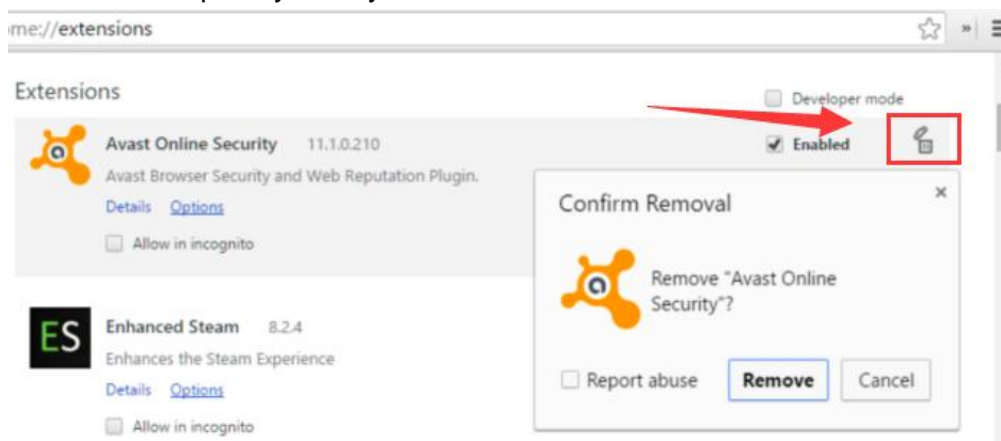 me://extensions
»
Extensions
Developer mode
Avast Online Security 11.1.0.210
Enabled
Avast Browser Security and Web Reputation Plugin.
Details Options
Allow in incognito
Confirm Removal
×
Remove "Avast Online
Security"?
Report abuse Remove Cancel
ES
Enhanced Steam 8.2.4
Enhances the Steam Experience
Details Options
Allow in incognito